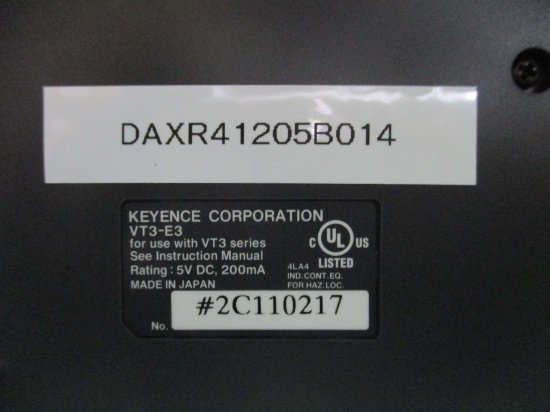 DAXR41205B014
KEYENCE CORPORATION
VT3-E3
for use with VT3 series
See Instruction Manual
Rating : 5V DC, 200mA
MADE IN JAPAN
C UL US
LISTED
4LA4
IND.CONT.EQ.
FOR HAZ.LOC.
No. #2C110217